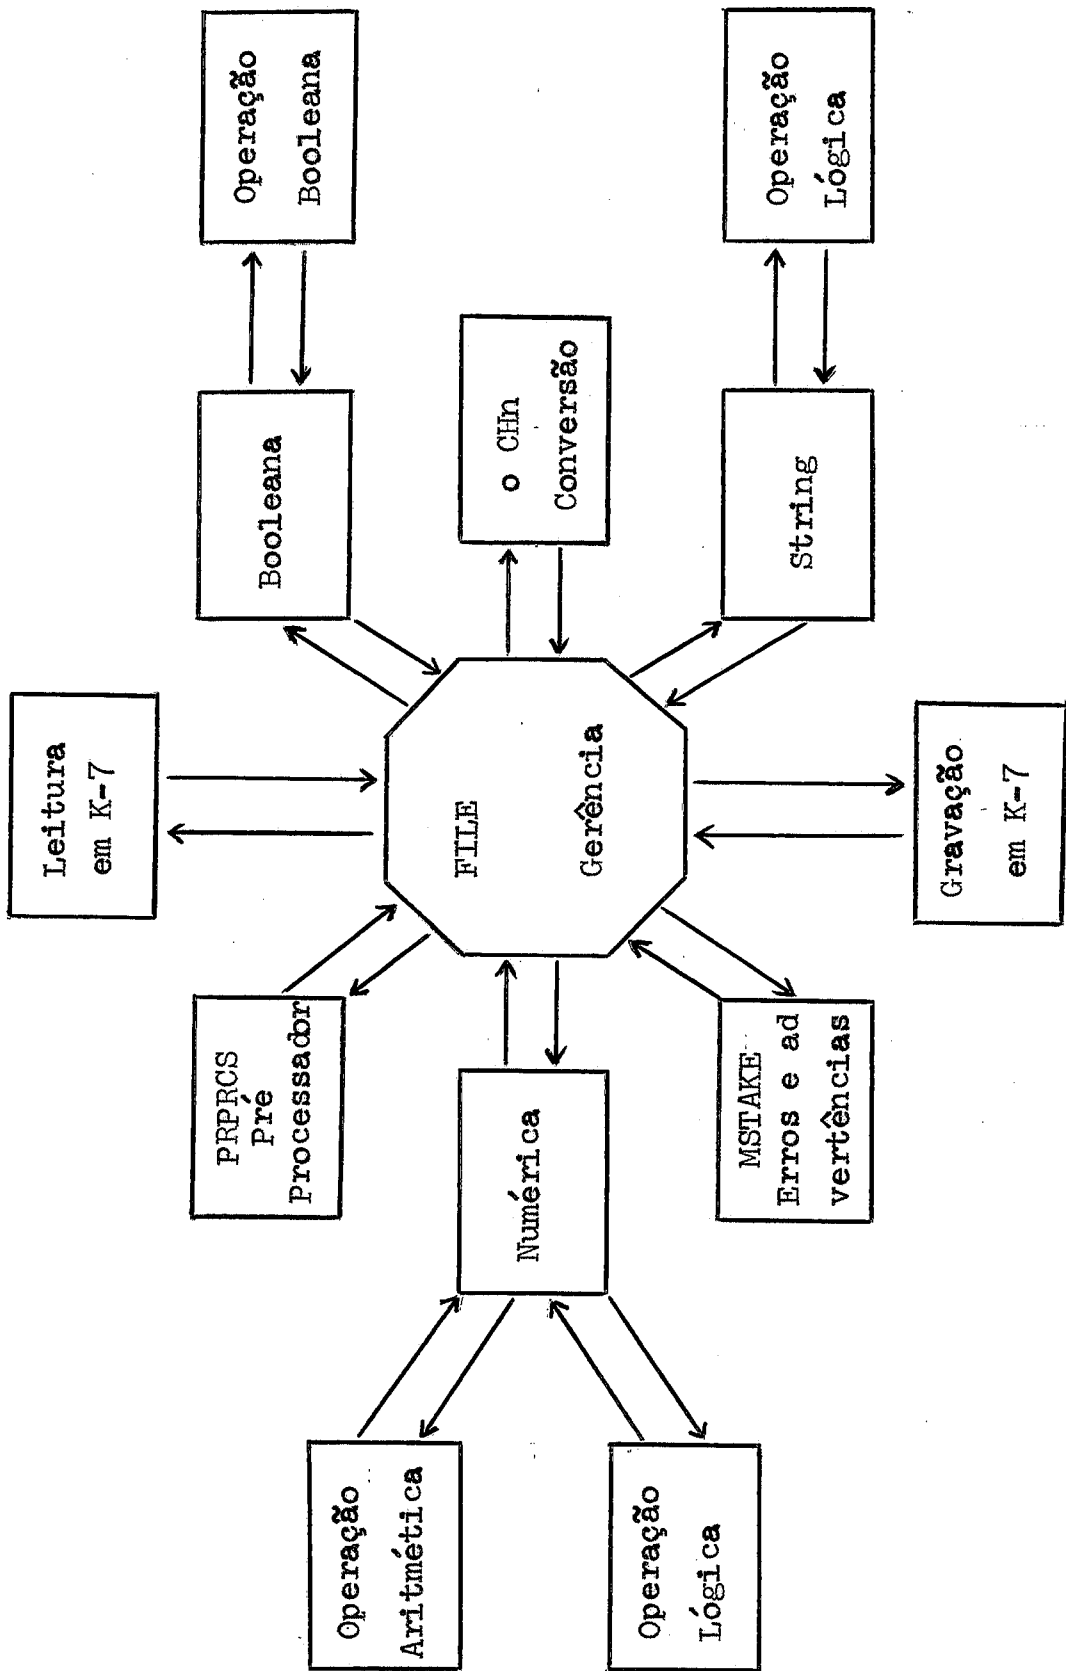 Leitura
em K-7
PRPRCS
Pré
Processador
Booleana
Operação
Booleana
Operação
Aritmética
Numérica
FILE
Gerência
o CHn
Conversão
Operação
Lógica
MSTAKE
Erros e ad
vertências
String
Operação
Lógica
Gravação
em K-7